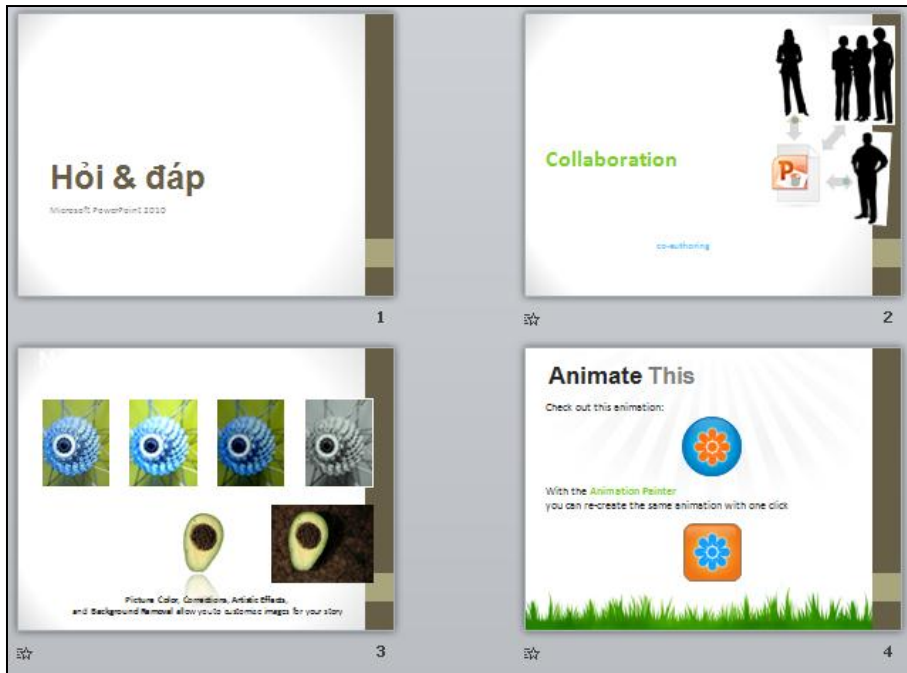 Hỏi & đáp
Microsoft PowerPoint 2010
1
Collaboration
P
co-authoring
2
Picture Color, Corrections, Artistic Effects,
and Background Removal allow you to customize images for your story
3
Animate This
Check out this animation:
With the Animation Painter
you can re-create the same animation with one click
4